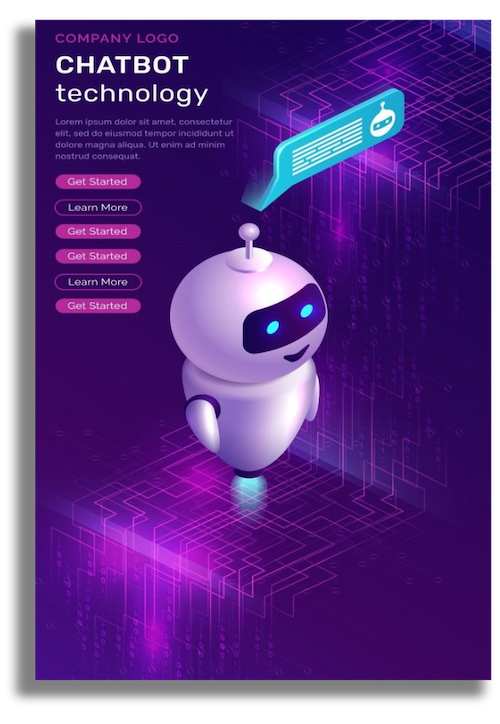 COMPANY LOGO
CHATBOT
technology
Lorem ipsum dolor sit amet, consectetur
elit, sed do eiusmod tempor incididunt ut
dolore magna aliqua. Ut enim ad minim
nostrud consequat.
Get Started
Learn More
Get Started
Get Started
Learn More
Get Started